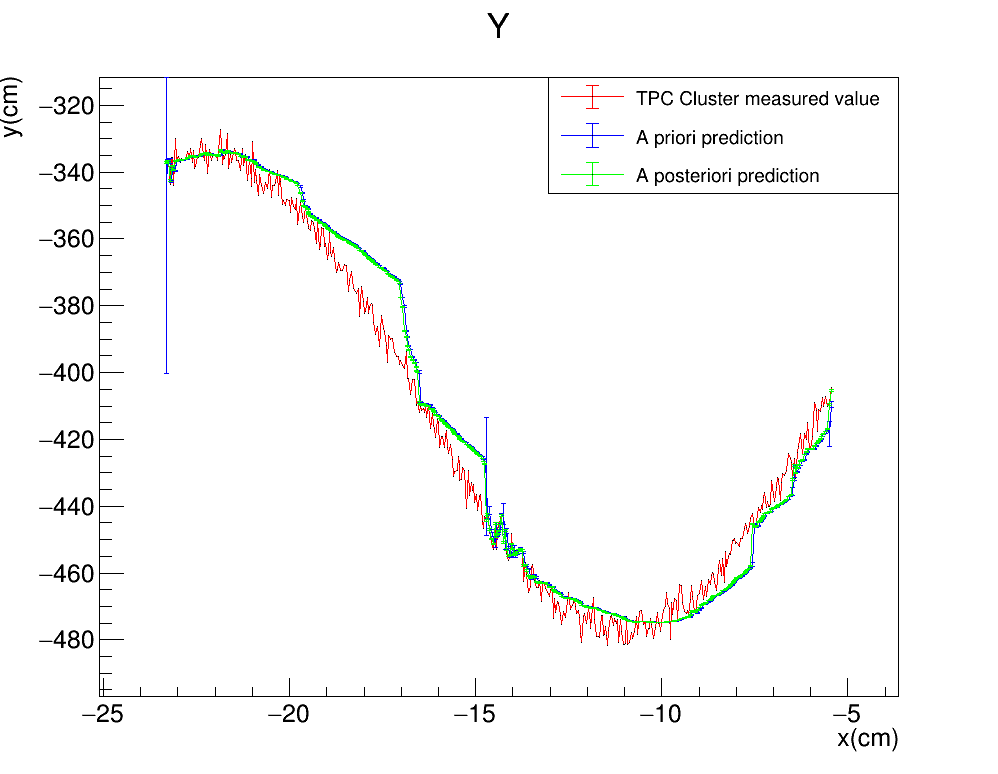 Y
y(cm)
TPC Cluster measured value
A priori prediction
A posteriori prediction
−320
−340
−360
−380
−400
−420
−440
−460
−480
−25 −20 −15 −10 −5
x(cm)